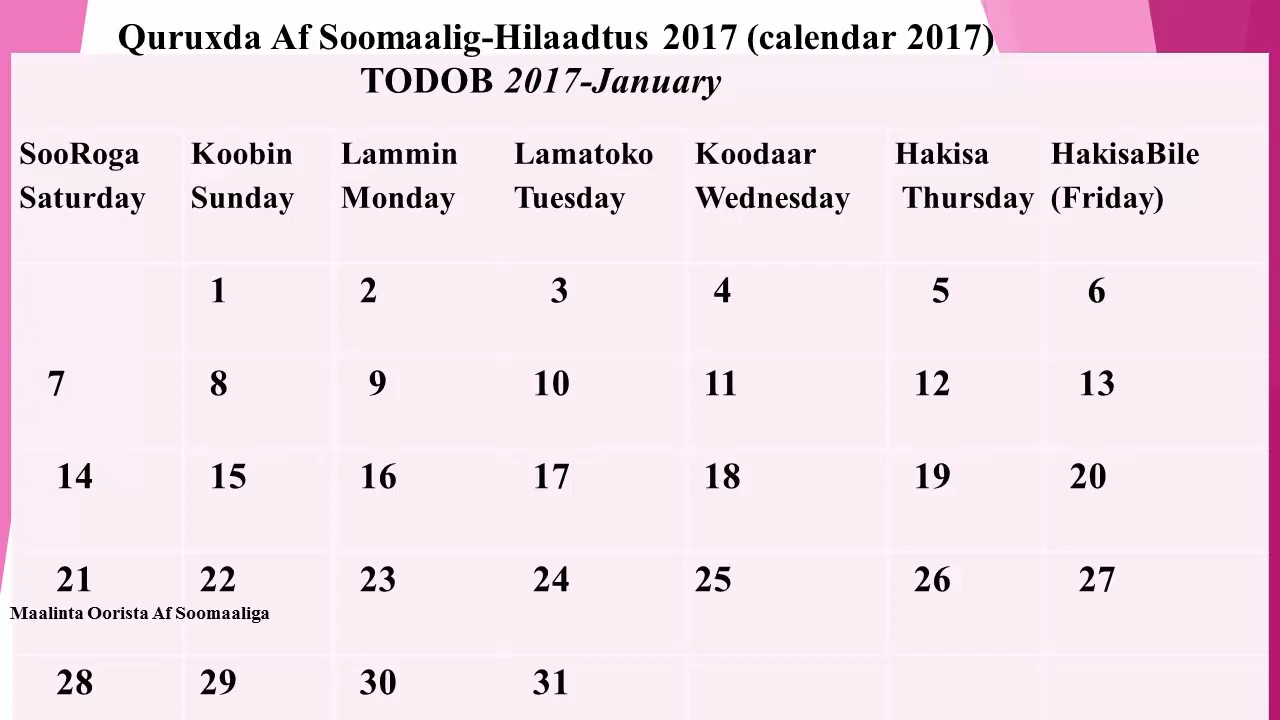 Quruxda Af Soomaalig-Hilaadtus 2017 (calendar 2017)
TODOB 2017-January
SooRoga Koobin Lammin Lamatoko Koodaar Hakisa HakisaBile
Saturday Sunday Monday Tuesday Wednesday Thursday (Friday)
1 2 3 4 5 6
7 8 9 10 11 12 13
14 15 16 17 18 19 20
21 22 23 24 25 26 27
Maalinta Oorista Af Soomaaliga
28 29 30 31